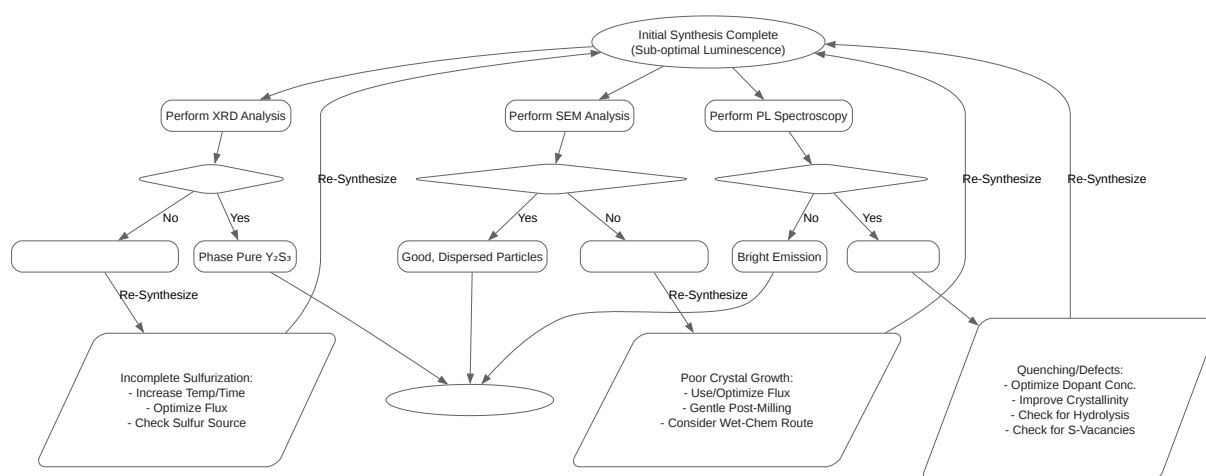 Initial Synthesis Complete
(Sub-optimal Luminescence)
Perform XRD Analysis
Perform SEM Analysis
Perform PL Spectroscopy
Re-Synthesize
Re-Synthesize
Re-Synthesize
No
Yes
Yes
No
No
Yes
Phase Pure Y₂S₃
Good, Dispersed Particles
Bright Emission
Re-Synthesize
Re-Synthesize
Incomplete Sulfurization:
- Increase Temp/Time
- Optimize Flux
- Check Sulfur Source
Poor Crystal Growth:
- Use/Optimize Flux
- Gentle Post-Milling
- Consider Wet-Chem Route
Quenching/Defects:
- Optimize Dopant Conc.
- Improve Crystallinity
- Check for Hydrolysis
- Check for S-Vacancies